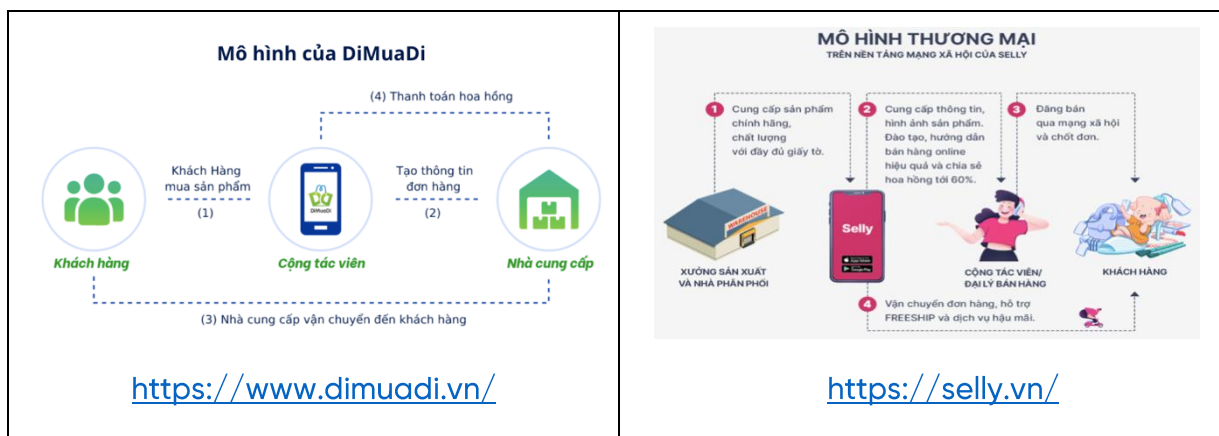 Mô hình của DiMuaDi
(4) Thanh toán hoa hồng
Khách Hàng
mua sản phẩm
(1)
DiMuaDi
Tạo thông tin
đơn hàng
(2)
Khách hàng
Cộng tác viên
Nhà cung cấp
(3) Nhà cung cấp vận chuyển đến khách hàng
https://www.dimuadi.vn/
MÔ HÌNH THƯƠNG MẠI
TRÊN NỀN TẢNG MẠNG XÃ HỘI CỦA SELLY
1
Cung cấp sản phẩm
chính hãng,
chất lượng
với đầy đủ giấy tờ.
2
Cung cấp thông tin,
hình ảnh sản phẩm.
Đào tạo, hướng dẫn
bán hàng online
hiệu quả và chia sẻ
hoa hồng tới 60%.
3
Đăng bán
qua mạng xã hội
và chốt đơn.
WAREHOUSE
Selly
App Store
Google Play
XƯỞNG SẢN XUẤT
VÀ NHÀ PHÂN PHỐI
CỘNG TÁC VIÊN/
ĐẠI LÝ BÁN HÀNG
KHÁCH HÀNG
4
Vận chuyển đơn hàng, hỗ trợ
FREESHIP và dịch vụ hậu mãi.
https://selly.vn/